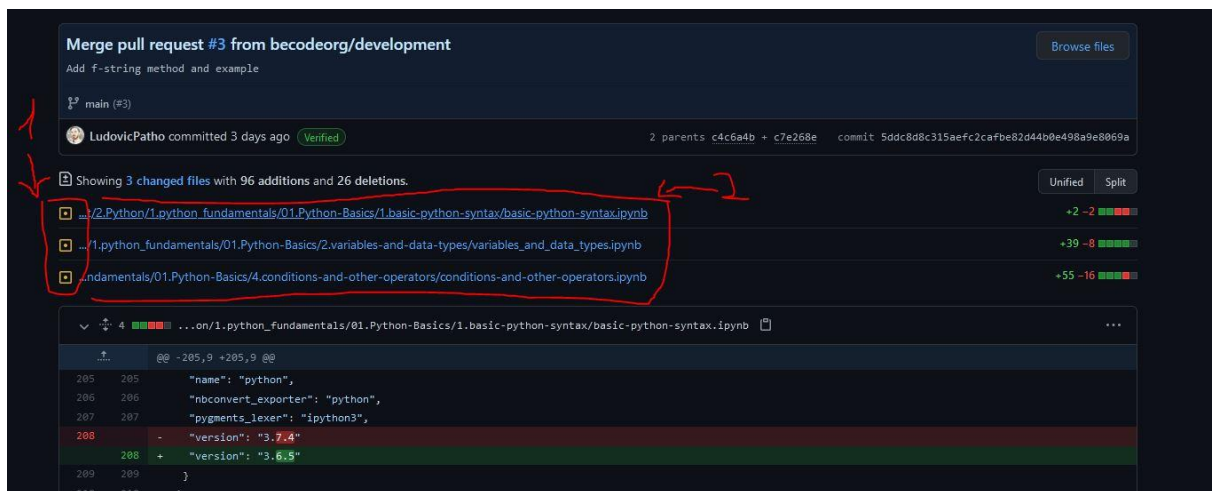 Merge pull request #3 from becodeorg/development
Browse files
Add f-string method and example
main (#3)
1
LudovicPatho committed 3 days ago Verified
2 parents c4c6a4b + c7e268e commit 5ddc8d8c315aefc2cafbe82d44b0e498a9e8069a
Showing 3 changed files with 96 additions and 26 deletions.
2
Unified Split
...t/2.Python/1.python_fundamentals/01.Python-Basics/1.basic-python-syntax/basic-python-syntax.ipynb
+2 −2
.../1.python_fundamentals/01.Python-Basics/2.variables-and-data-types/variables_and_data_types.ipynb
+39 −8
...ndamentals/01.Python-Basics/4.conditions-and-other-operators/conditions-and-other-operators.ipynb
+55 −16
4 ...on/1.python_fundamentals/01.Python-Basics/1.basic-python-syntax/basic-python-syntax.ipynb
@@ -205,9 +205,9 @@
205 205 "name": "python",
206 206 "nbconvert_exporter": "python",
207 207 "pygments_lexer": "ipython3",
208 - "version": "3.7.4"
208 + "version": "3.6.5"
209 209 }